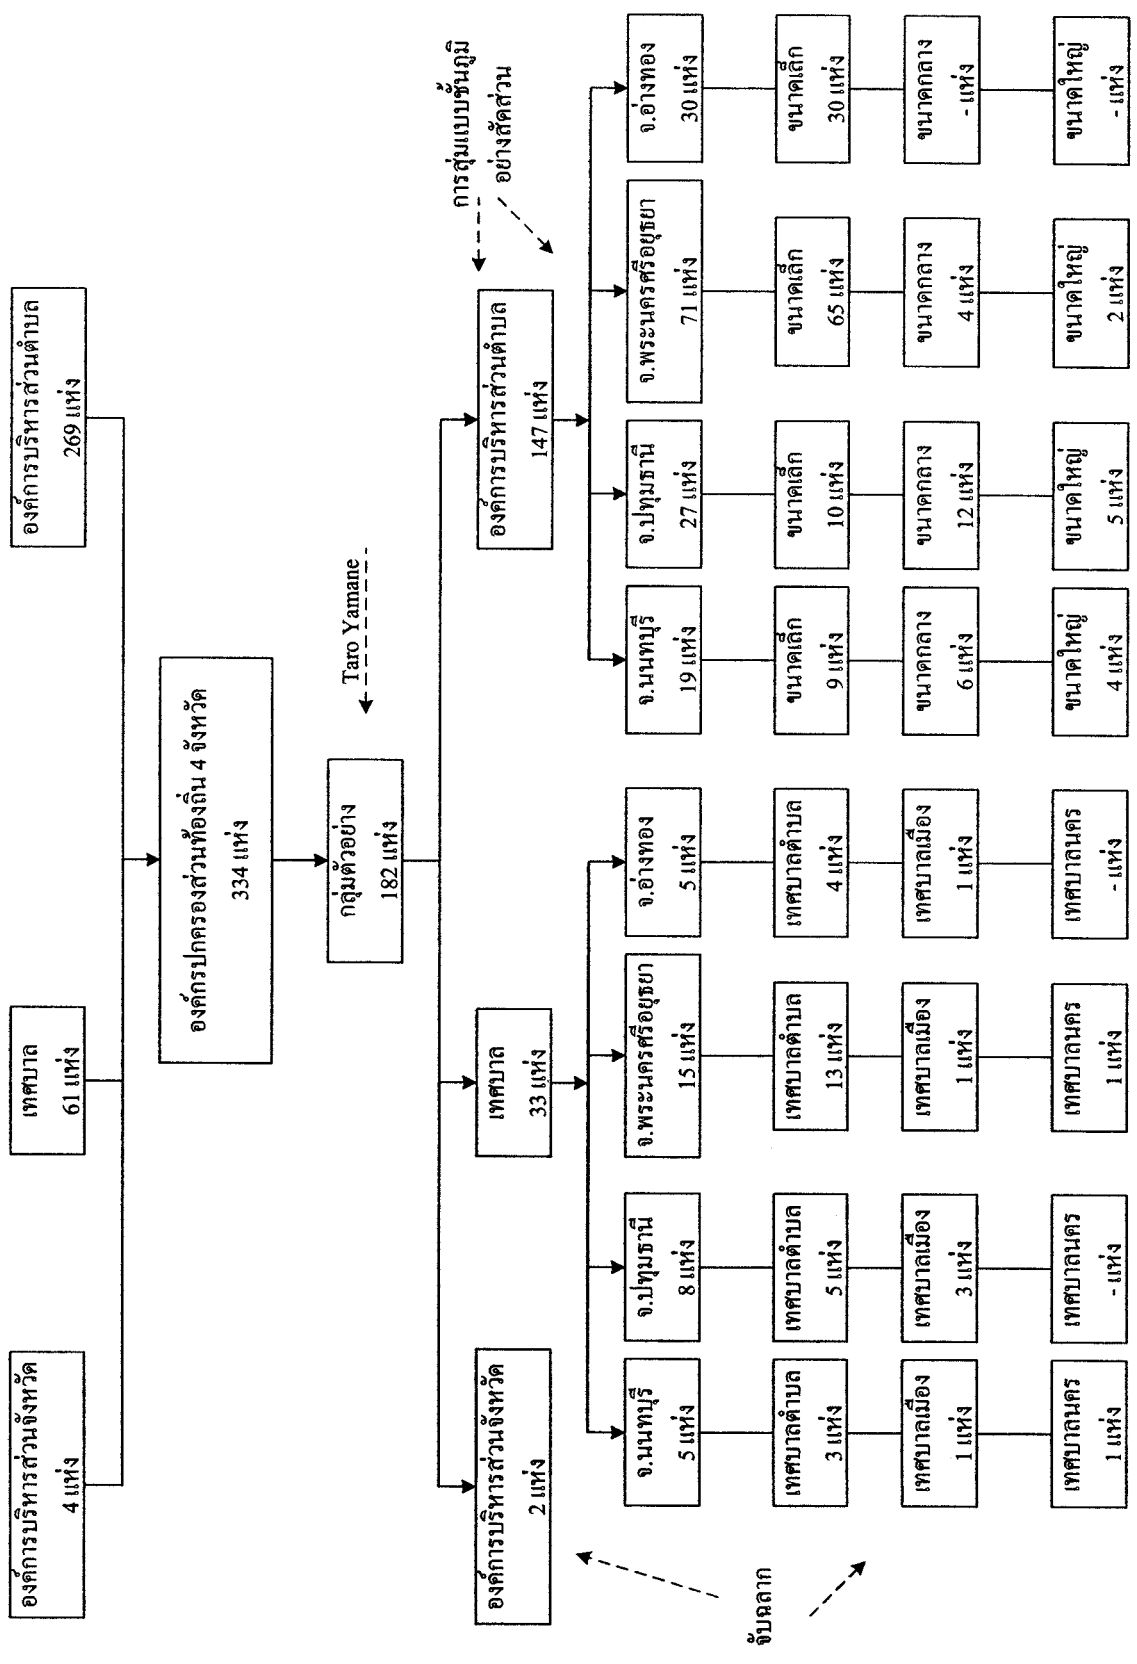 องค์การบริหารส่วนจังหวัด
4 แห่ง
เทศบาล
61 แห่ง
องค์การบริหารส่วนตำบล
269 แห่ง
องค์กรปกครองส่วนท้องถิ่น 4 จังหวัด
334 แห่ง
Taro Yamane
กลุ่มตัวอย่าง
182 แห่ง
การสุ่มแบบชั้นภูมิ
อย่างสัดส่วน
องค์การบริหารส่วนจังหวัด
2 แห่ง
เทศบาล
33 แห่ง
องค์การบริหารส่วนตำบล
147 แห่ง
จ.นนทบุรี
5 แห่ง
จ.ปทุมธานี
8 แห่ง
จ.พระนครศรีอยุธยา
15 แห่ง
จ.อ่างทอง
5 แห่ง
จ.นนทบุรี
19 แห่ง
จ.ปทุมธานี
27 แห่ง
จ.พระนครศรีอยุธยา
71 แห่ง
จ.อ่างทอง
30 แห่ง
จับฉลาก
เทศบาลตำบล
3 แห่ง
เทศบาลตำบล
5 แห่ง
เทศบาลตำบล
13 แห่ง
เทศบาลตำบล
4 แห่ง
ขนาดเล็ก
9 แห่ง
ขนาดเล็ก
10 แห่ง
ขนาดเล็ก
65 แห่ง
ขนาดเล็ก
30 แห่ง
เทศบาลเมือง
1 แห่ง
เทศบาลเมือง
3 แห่ง
เทศบาลเมือง
1 แห่ง
เทศบาลเมือง
1 แห่ง
ขนาดกลาง
6 แห่ง
ขนาดกลาง
12 แห่ง
ขนาดกลาง
4 แห่ง
ขนาดกลาง
- แห่ง
เทศบาลนคร
1 แห่ง
เทศบาลนคร
- แห่ง
เทศบาลนคร
1 แห่ง
เทศบาลนคร
- แห่ง
ขนาดใหญ่
4 แห่ง
ขนาดใหญ่
5 แห่ง
ขนาดใหญ่
2 แห่ง
ขนาดใหญ่
- แห่ง